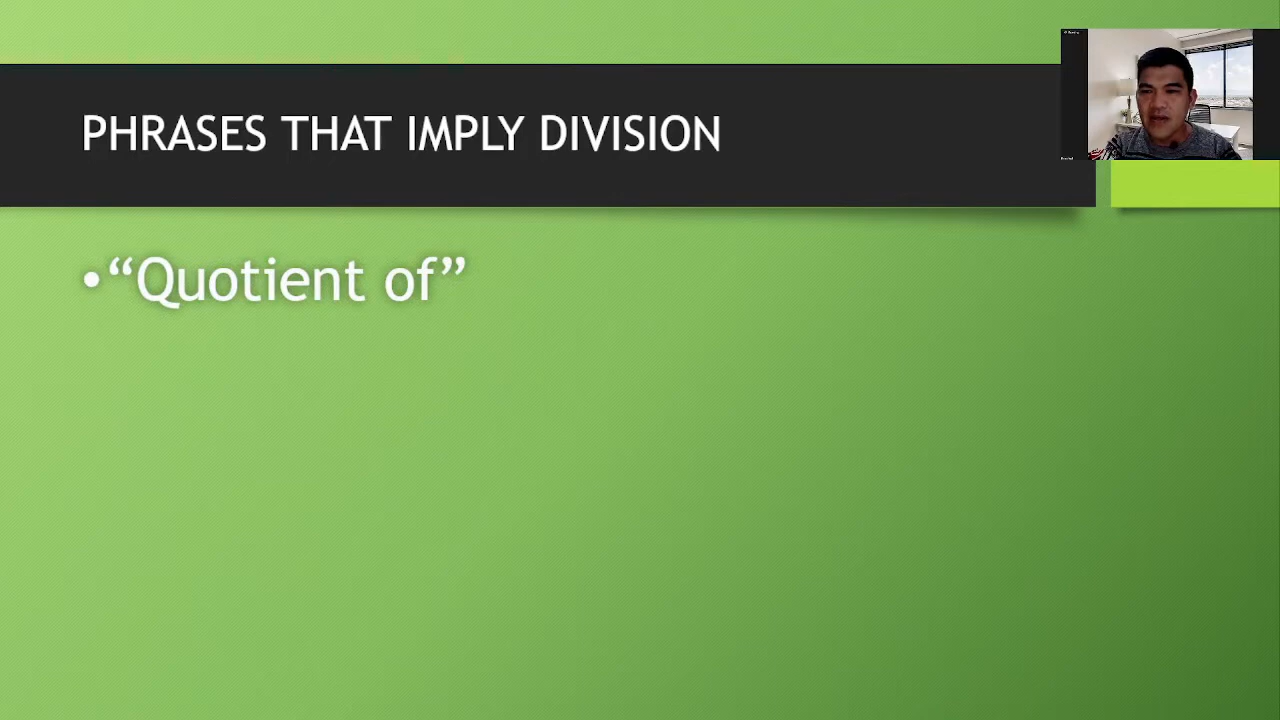 PHRASES THAT IMPLY DIVISION
•“Quotient of”